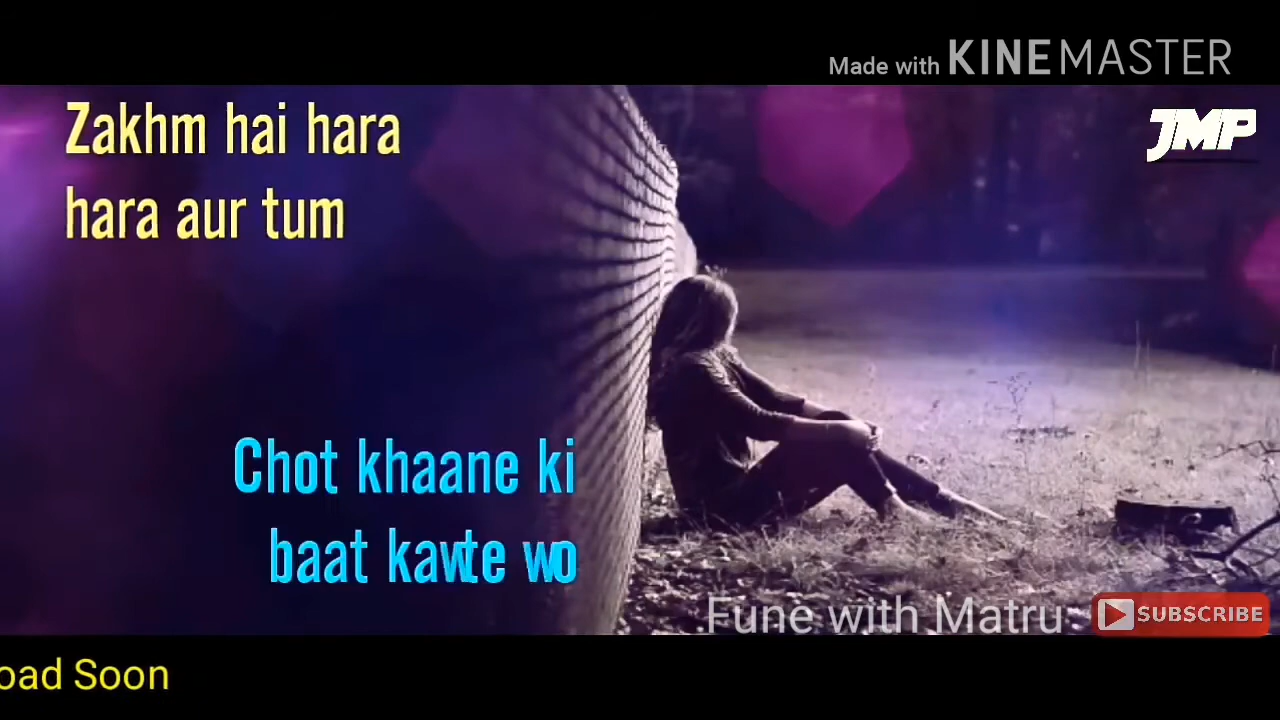 Made with KINEMASTER
Zakhm hai hara
hara aur tum
JMP
Chot khaane ki
baat kawte wo
Fune with Matru
SUBSCRIBE
oad Soon